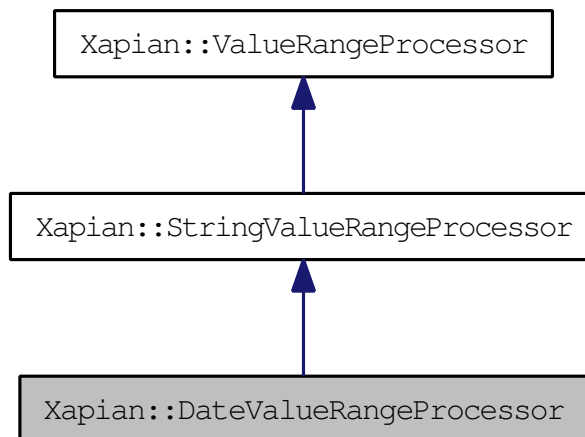 Xapian::ValueRangeProcessor
Xapian::StringValueRangeProcessor
Xapian::DateValueRangeProcessor